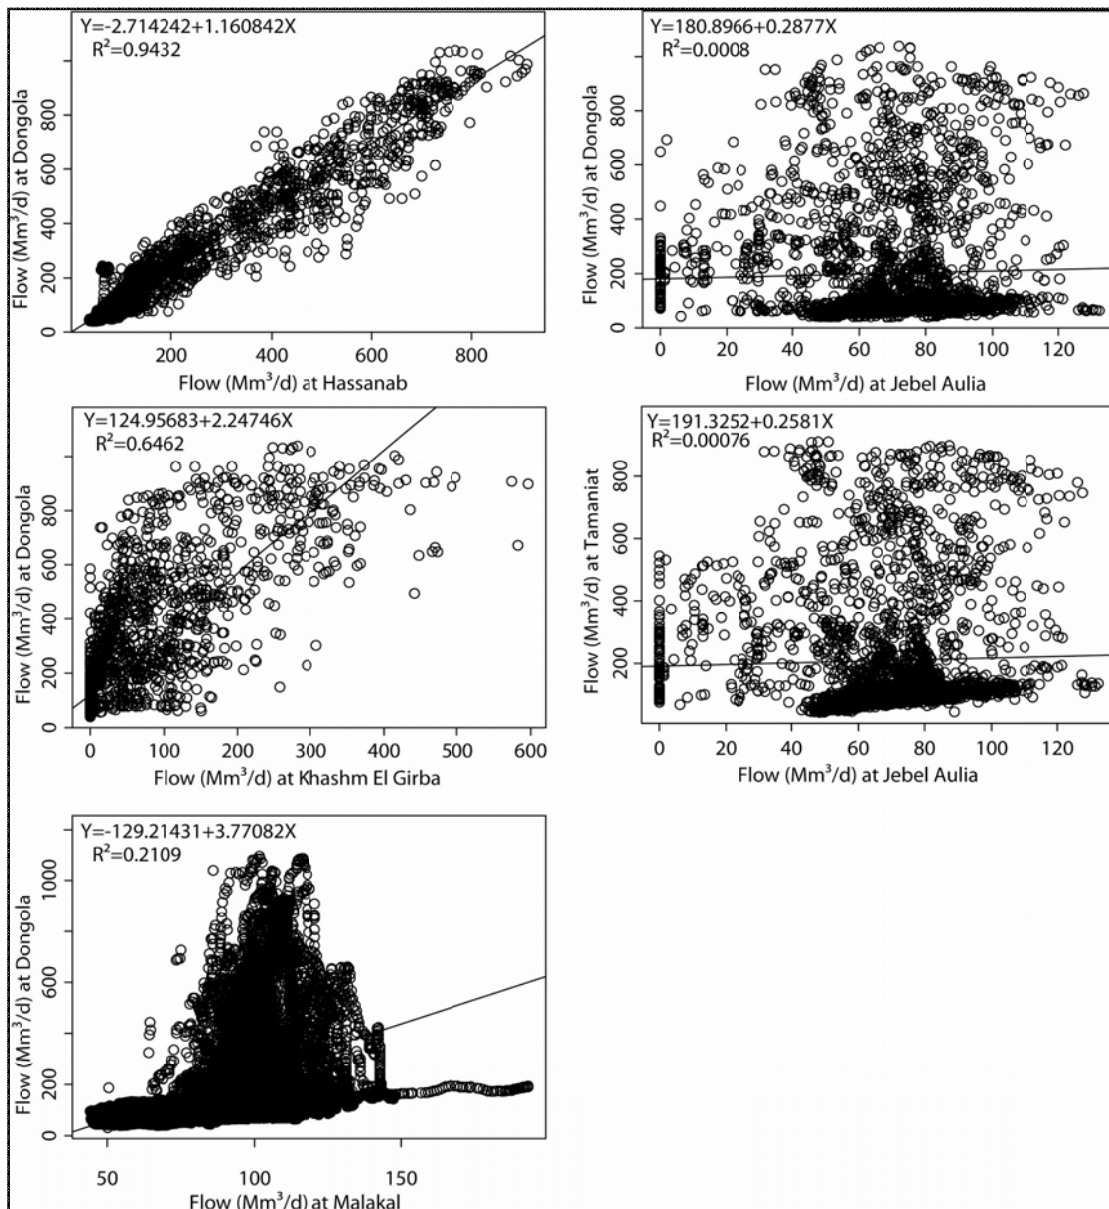 Y=-2.714242+1.160842X
R²=0.9432
Flow (Mm³/d) at Dongola
0 200 400 600 800
200 400 600 800
Flow (Mm³/d) at Hassanab
Y=180.8966+0.2877X
R²=0.0008
Flow (Mm³/d) at Dongola
0 200 400 600 800
0 20 40 60 80 100 120
Flow (Mm³/d) at Jebel Aulia
Y=124.95683+2.24746X
R²=0.6462
Flow (Mm³/d) at Dongola
0 200 400 600 800
0 100 200 300 400 500 600
Flow (Mm³/d) at Khashm El Girba
Y=191.3252+0.2581X
R²=0.00076
Flow (Mm³/d) at Tamaniat
200 400 600 800
0 20 40 60 80 100 120
Flow (Mm³/d) at Jebel Aulia
Y=-129.21431+3.77082X
R²=0.2109
Flow (Mm³/d) at Dongola
0 200 600 1000
50 100 150
Flow (Mm³/d) at Malakal